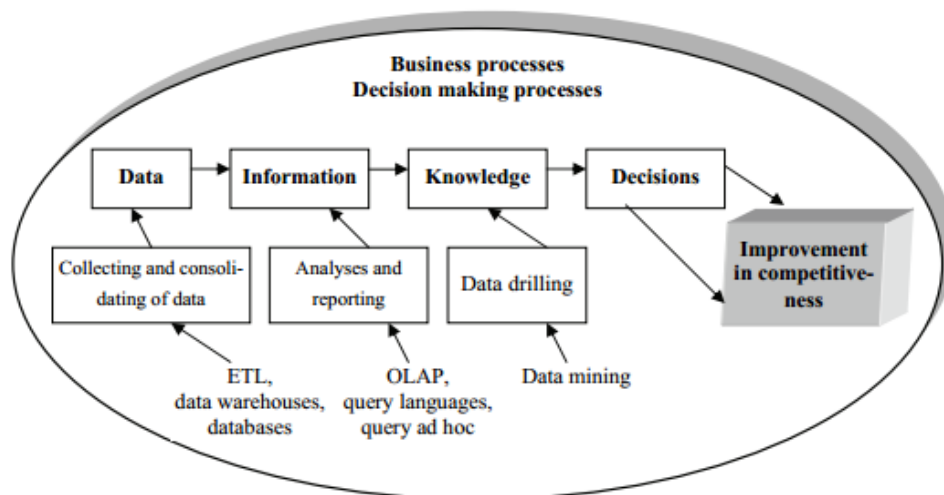 Business processes
Decision making processes
Data
Information
Knowledge
Decisions
Improvement
in competitive-
ness
Collecting and consoli-
dating of data
Analyses and
reporting
Data drilling
ETL,
data warehouses,
databases
OLAP,
query languages,
query ad hoc
Data mining